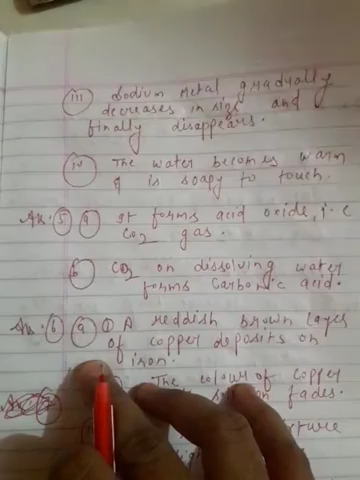 (iii) Sodium metal gradually
decreases in size and
finally disappears.
(iv) The water becomes warm
& is soapy to touch.
Ans. (5) (a) It forms acid oxide, i.e
CO2 gas.
(b) CO2 on dissolving water
forms Carbonic acid.
Ans. (6) (a) (1) A reddish brown layer
of copper deposits on
iron.
The colour of copper
fades.